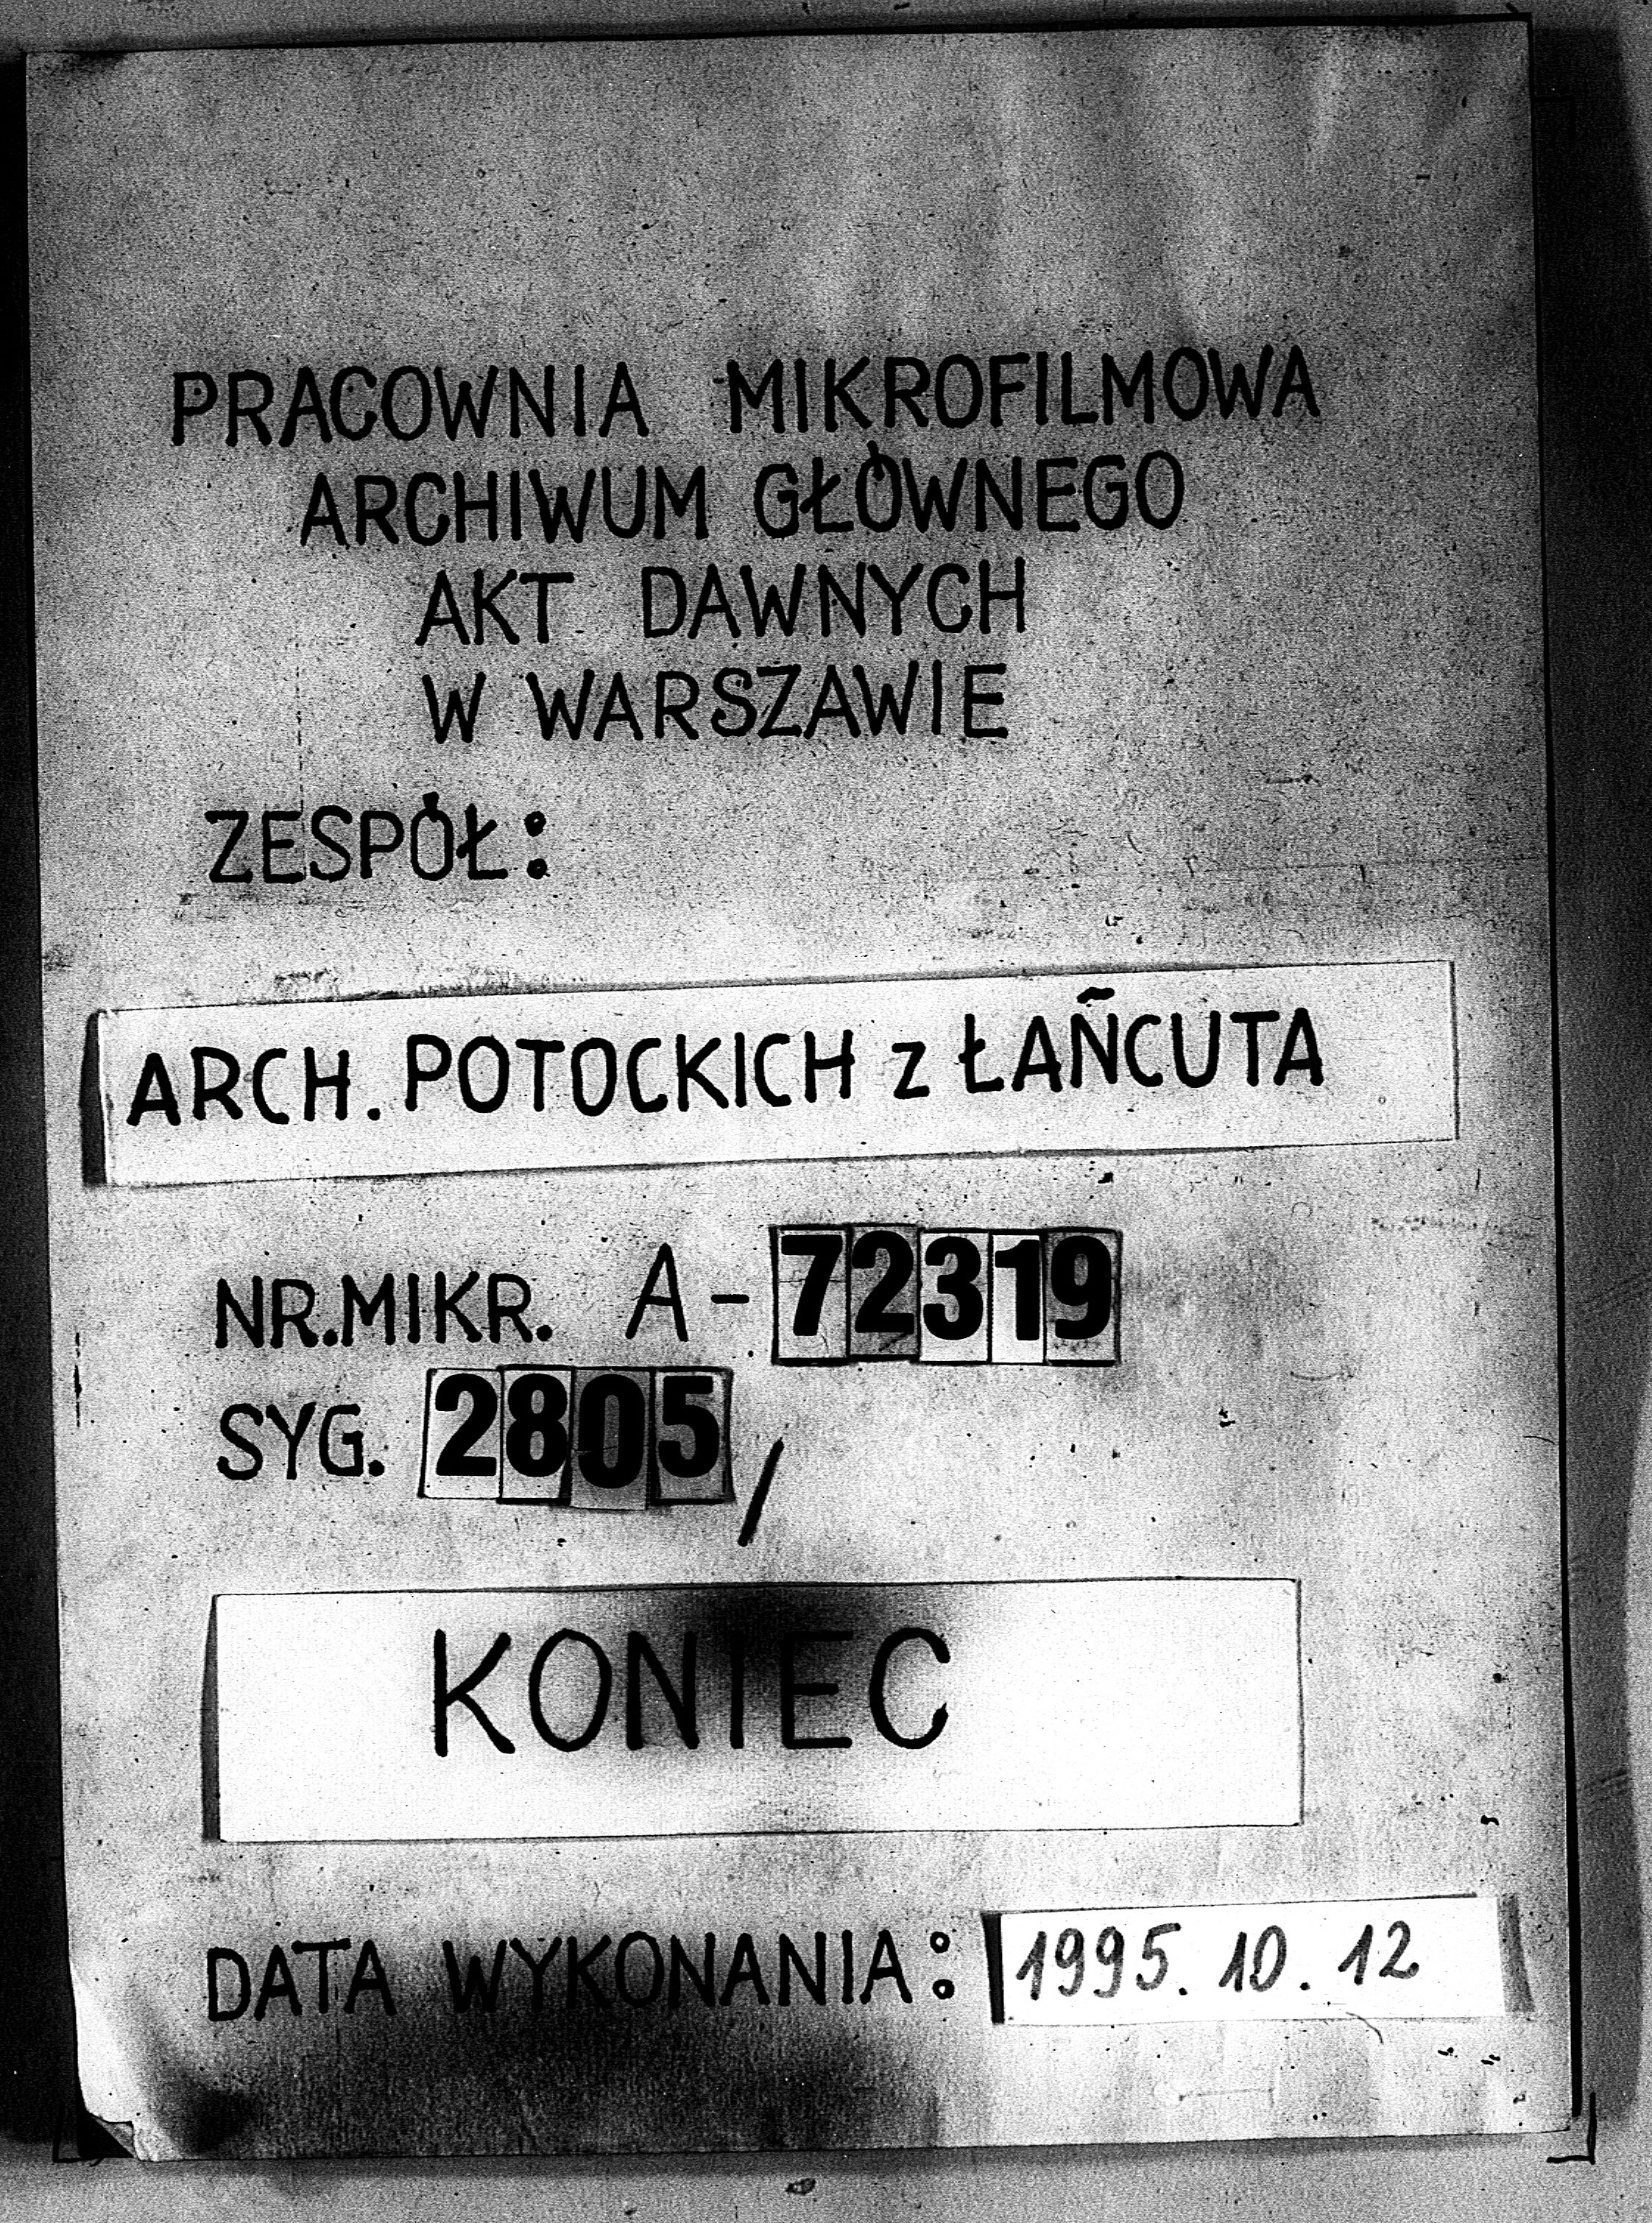 PRACOWNIA MIKROFILMOWA
ARCHIWUM GŁÓWNEGO
AKT DAWNYCH
W WARSZAWIE
ZESPÓŁ:
ARCH. POTOCKICH z ŁAŃCUTA
NR.MIKR. A-72319
SYG. 2805/
KONIEC
DATA WYKONANIA: 1995.10.12